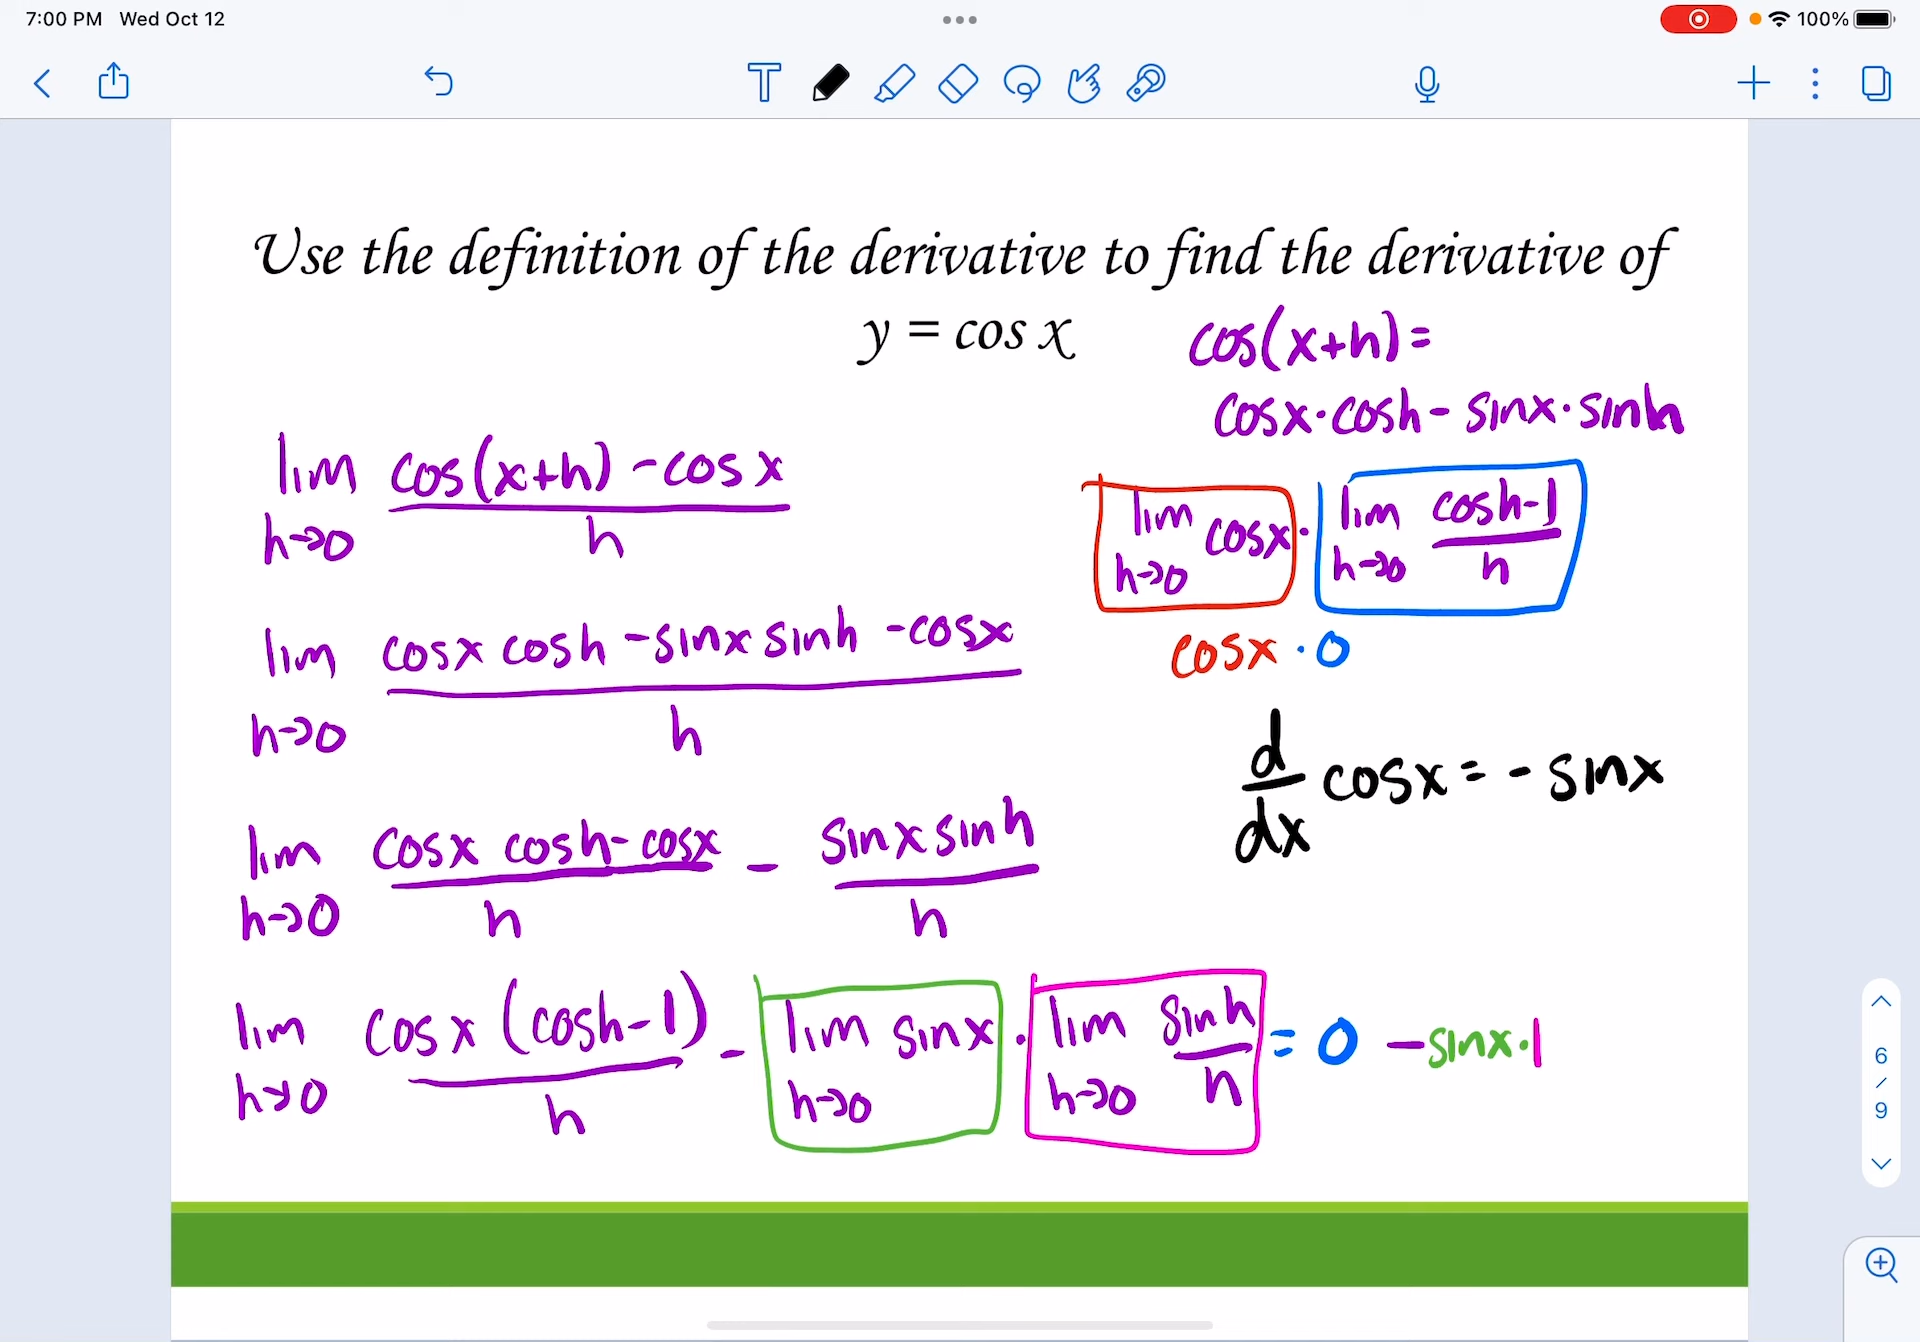 7:00 PM Wed Oct 12
100%
Use the definition of the derivative to find the derivative of
y = cos x
cos(x+h)=
cosx·cosh- sinx·sinh
lim cos(x+h) -cosx
h→0 h
lim cosx · lim cosh-1
h→0 h→0 h
lim cosx cosh -sinx sinh -cosx
h→0 h
cosx · 0
d/dx cosx = - sinx
lim cosx cosh- cosx - sinx sinh
h→0 h h
lim cosx (cosh-1) - lim sinx · lim sinh = 0 -sinx·1
h→0 h h→0 h→0 h
6
/
9